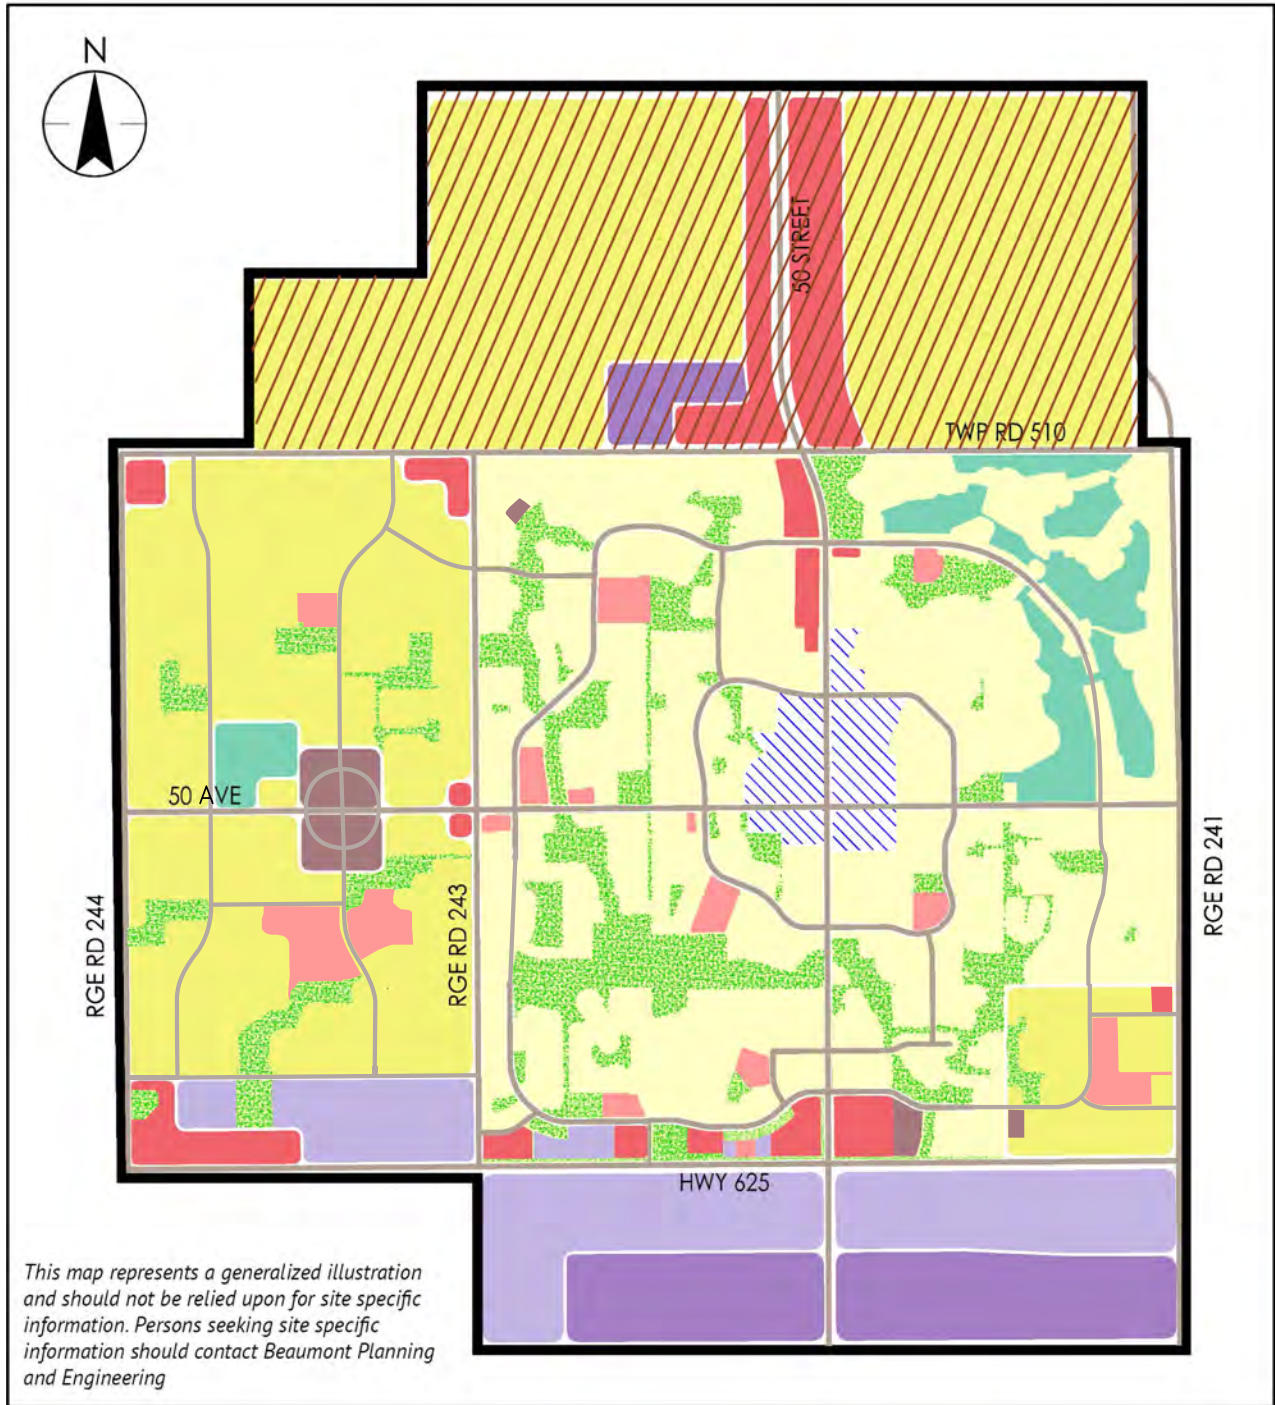 N
50 STREET
TWP RD 510
50 AVE
RGE RD 244
RGE RD 243
RGE RD 241
HWY 625
This map represents a generalized illustration
and should not be relied upon for site specific
information. Persons seeking site specific
information should contact Beaumont Planning
and Engineering